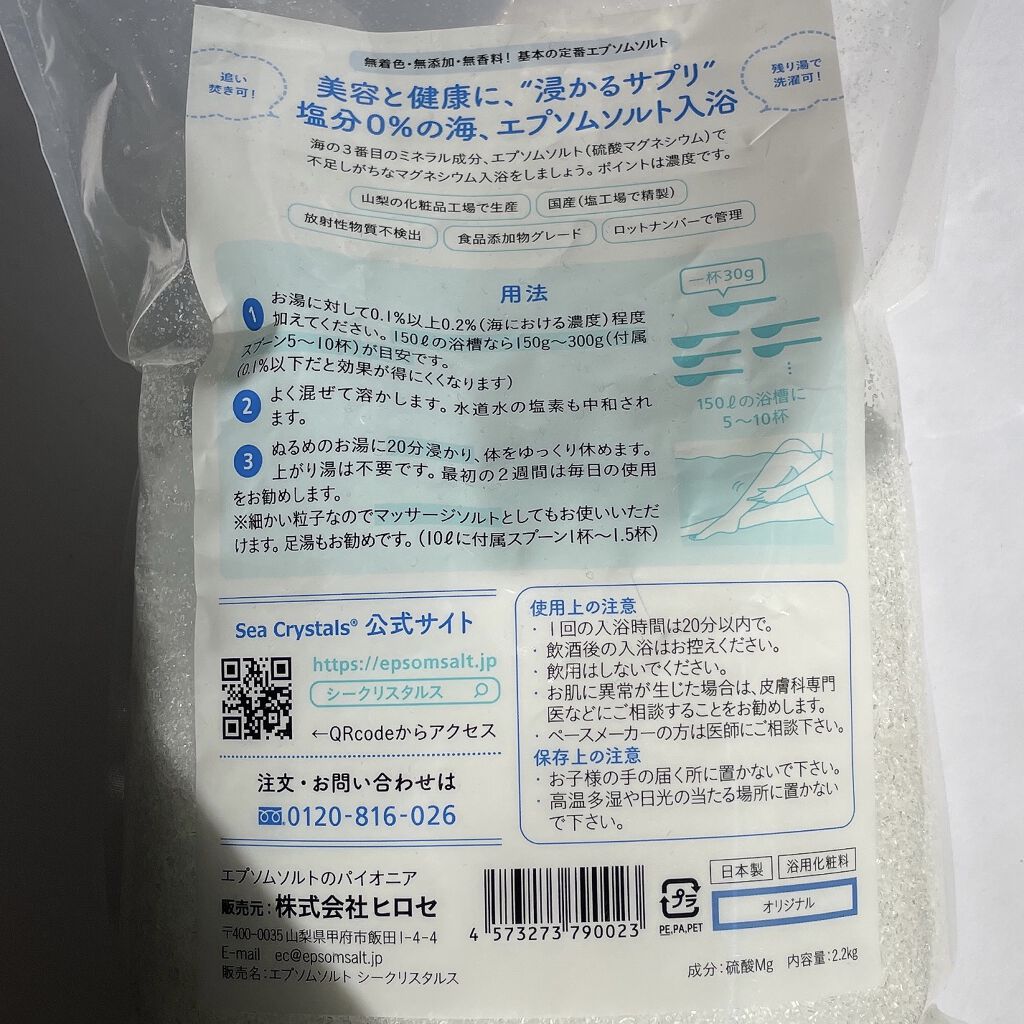 無着色・無添加・無香料！ 基本の定番エプソムソルト
追い
焚き可！
残り湯で
洗濯可！
美容と健康に、“浸かるサプリ”
塩分0%の海、エプソムソルト入浴
海の3番目のミネラル成分、エプソムソルト（硫酸マグネシウム）で
不足しがちなマグネシウム入浴をしましょう。ポイントは濃度です。
山梨の化粧品工場で生産
国産（塩工場で精製）
放射性物質不検出
食品添加物グレード
ロットナンバーで管理
用法
1 お湯に対して0.1%以上0.2%（海における濃度）程度
加えてください。150ℓの浴槽なら150g〜300g（付属
スプーン5〜10杯）が目安です。
（0.1%以下だと効果が得にくくなります）
2 よく混ぜて溶かします。水道水の塩素も中和され
ます。
3 ぬるめのお湯に20分浸かり、体をゆっくり休めます。
上がり湯は不要です。最初の2週間は毎日の使用
をお勧めします。
※細かい粒子なのでマッサージソルトとしてもお使いいただ
けます。足湯もお勧めです。（10ℓに付属スプーン1杯〜1.5杯）
一杯30g
150ℓの浴槽に
5〜10杯
Sea Crystals® 公式サイト
https://epsomsalt.jp
シークリスタルス
←QRcodeからアクセス
注文・お問い合わせは
0120-816-026
使用上の注意
・1回の入浴時間は20分以内で。
・飲酒後の入浴はお控えください。
・飲用はしないでください。
・お肌に異常が生じた場合は、皮膚科専門
医などにご相談することをお勧めします。
・ペースメーカーの方は医師にご相談下さい。
保存上の注意
・お子様の手の届く所に置かないで下さい。
・高温多湿や日光の当たる場所に置かない
で下さい。
エプソムソルトのパイオニア
販売元：株式会社ヒロセ
〒400-0035 山梨県甲府市飯田1-4-4
E-mail ec@epsomsalt.jp
販売名：エプソムソルト シークリスタルス
4 573273 790023
プラ
PE,PA,PET
日本製
浴用化粧料
オリジナル
成分：硫酸Mg 内容量：2.2kg